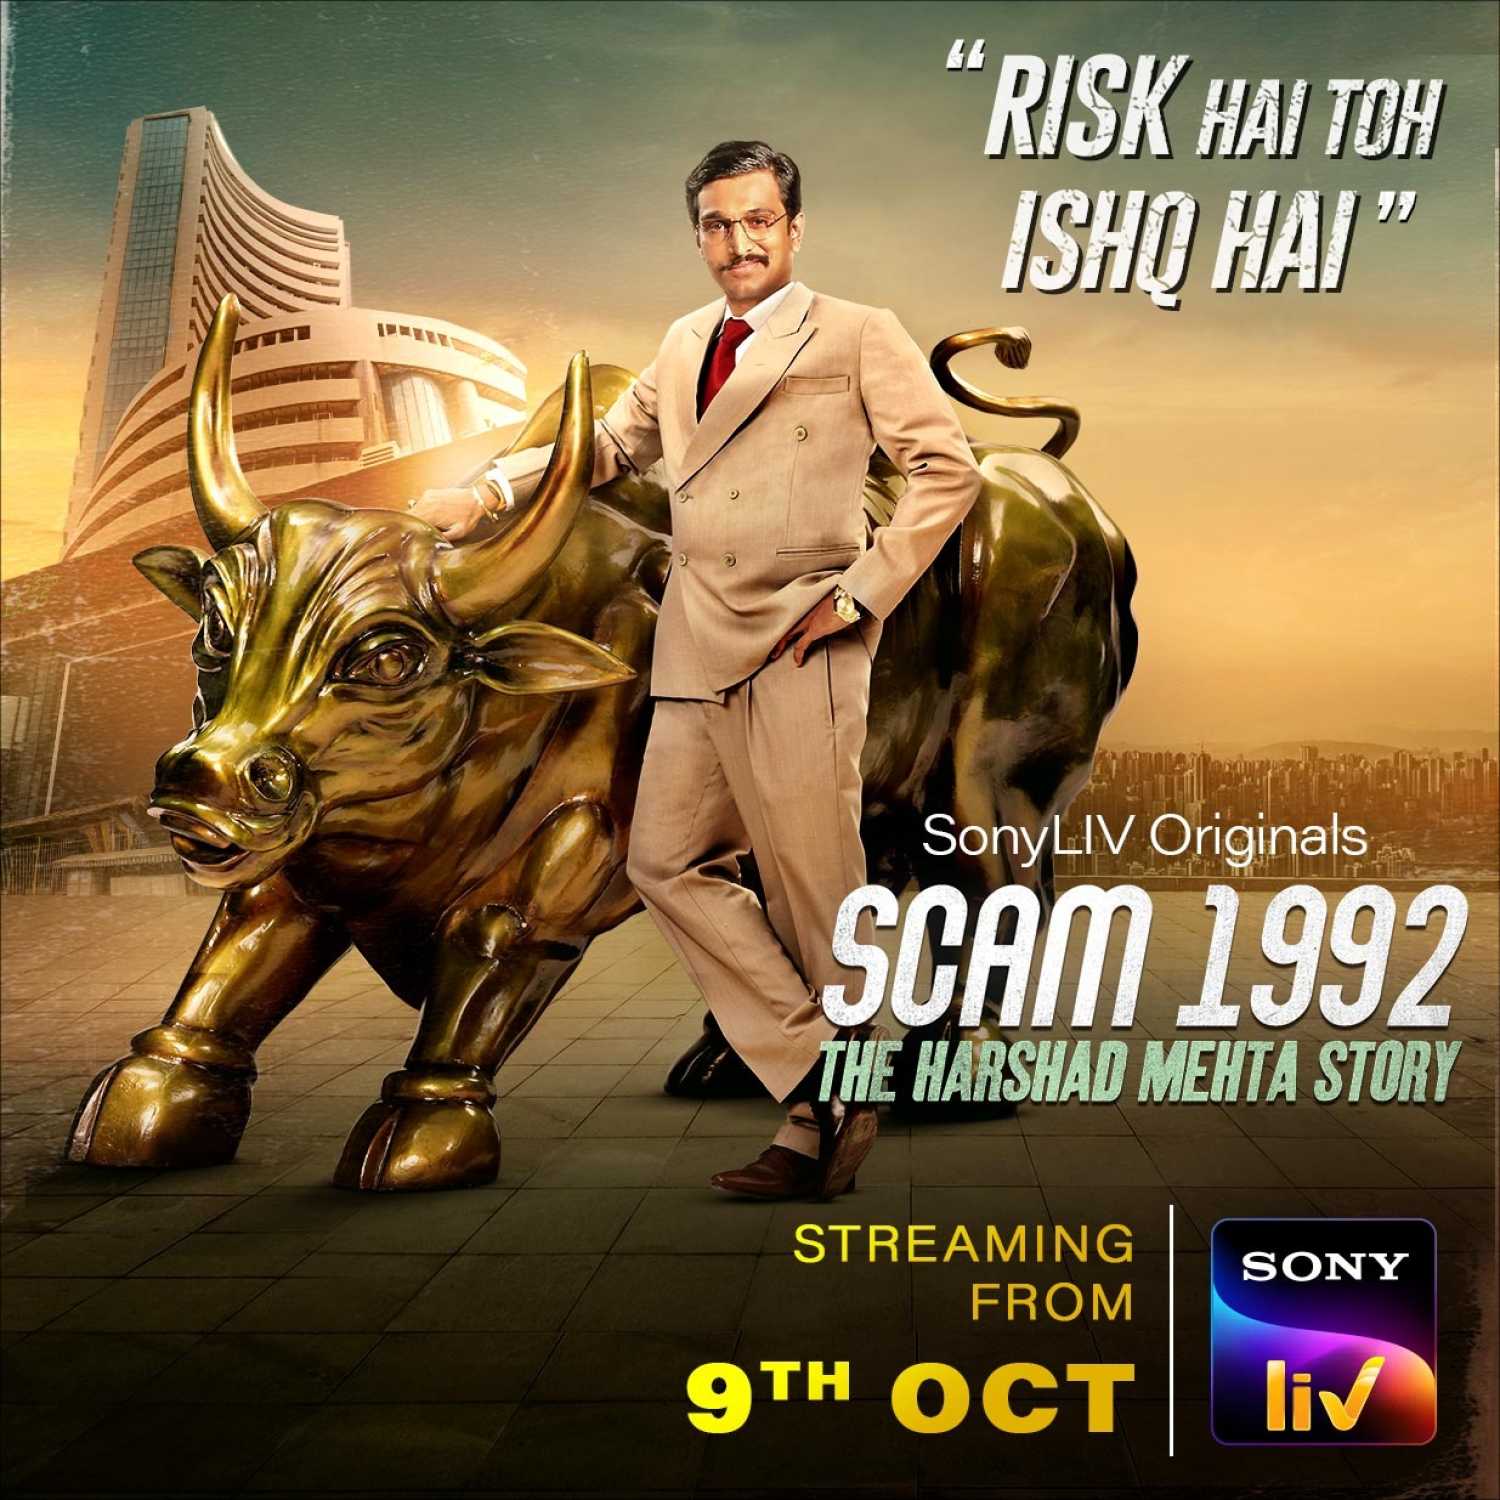 "RISK HAI TOH
ISHQ HAI"
SonyLIV Originals
SCAM 1992
THE HARSHAD MEHTA STORY
STREAMING
FROM
9TH OCT
SONY
liv